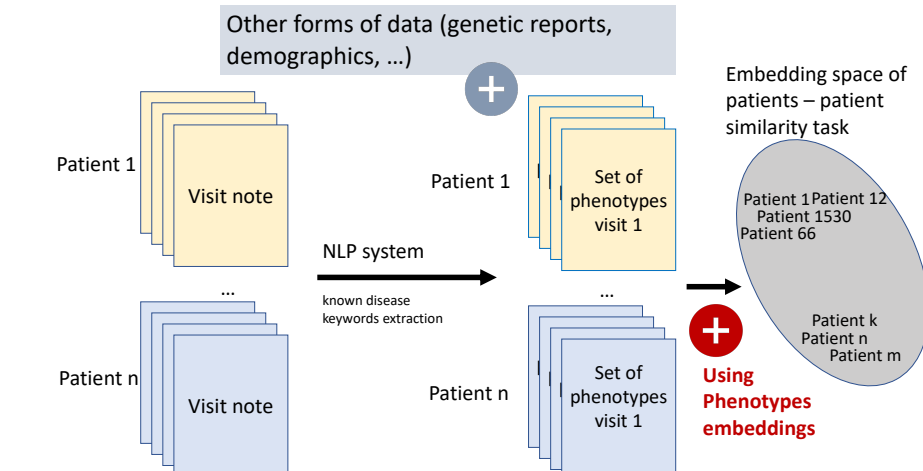 Other forms of data (genetic reports,
demographics, …)
Embedding space of
patients – patient
similarity task
Patient 1
Visit note
Patient 1
Set of
phenotypes
visit 1
Patient 1
Patient 12
Patient 1530
Patient 66
NLP system
...
known disease
keywords extraction
...
Patient k
Patient n
Patient m
Patient n
Visit note
Patient n
Set of
phenotypes
visit 1
Using
Phenotypes
embeddings